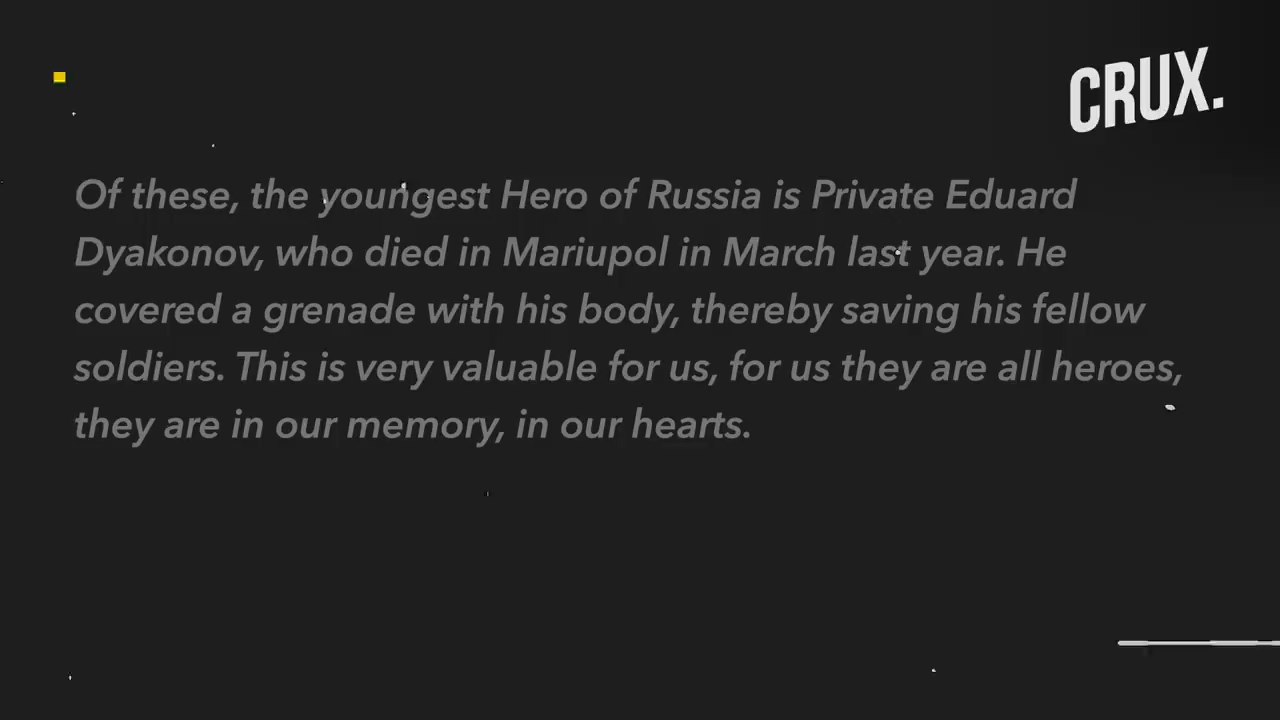 CRUX.
Of these, the youngest Hero of Russia is Private Eduard
Dyakonov, who died in Mariupol in March last year. He
covered a grenade with his body, thereby saving his fellow
soldiers. This is very valuable for us, for us they are all heroes,
they are in our memory, in our hearts.